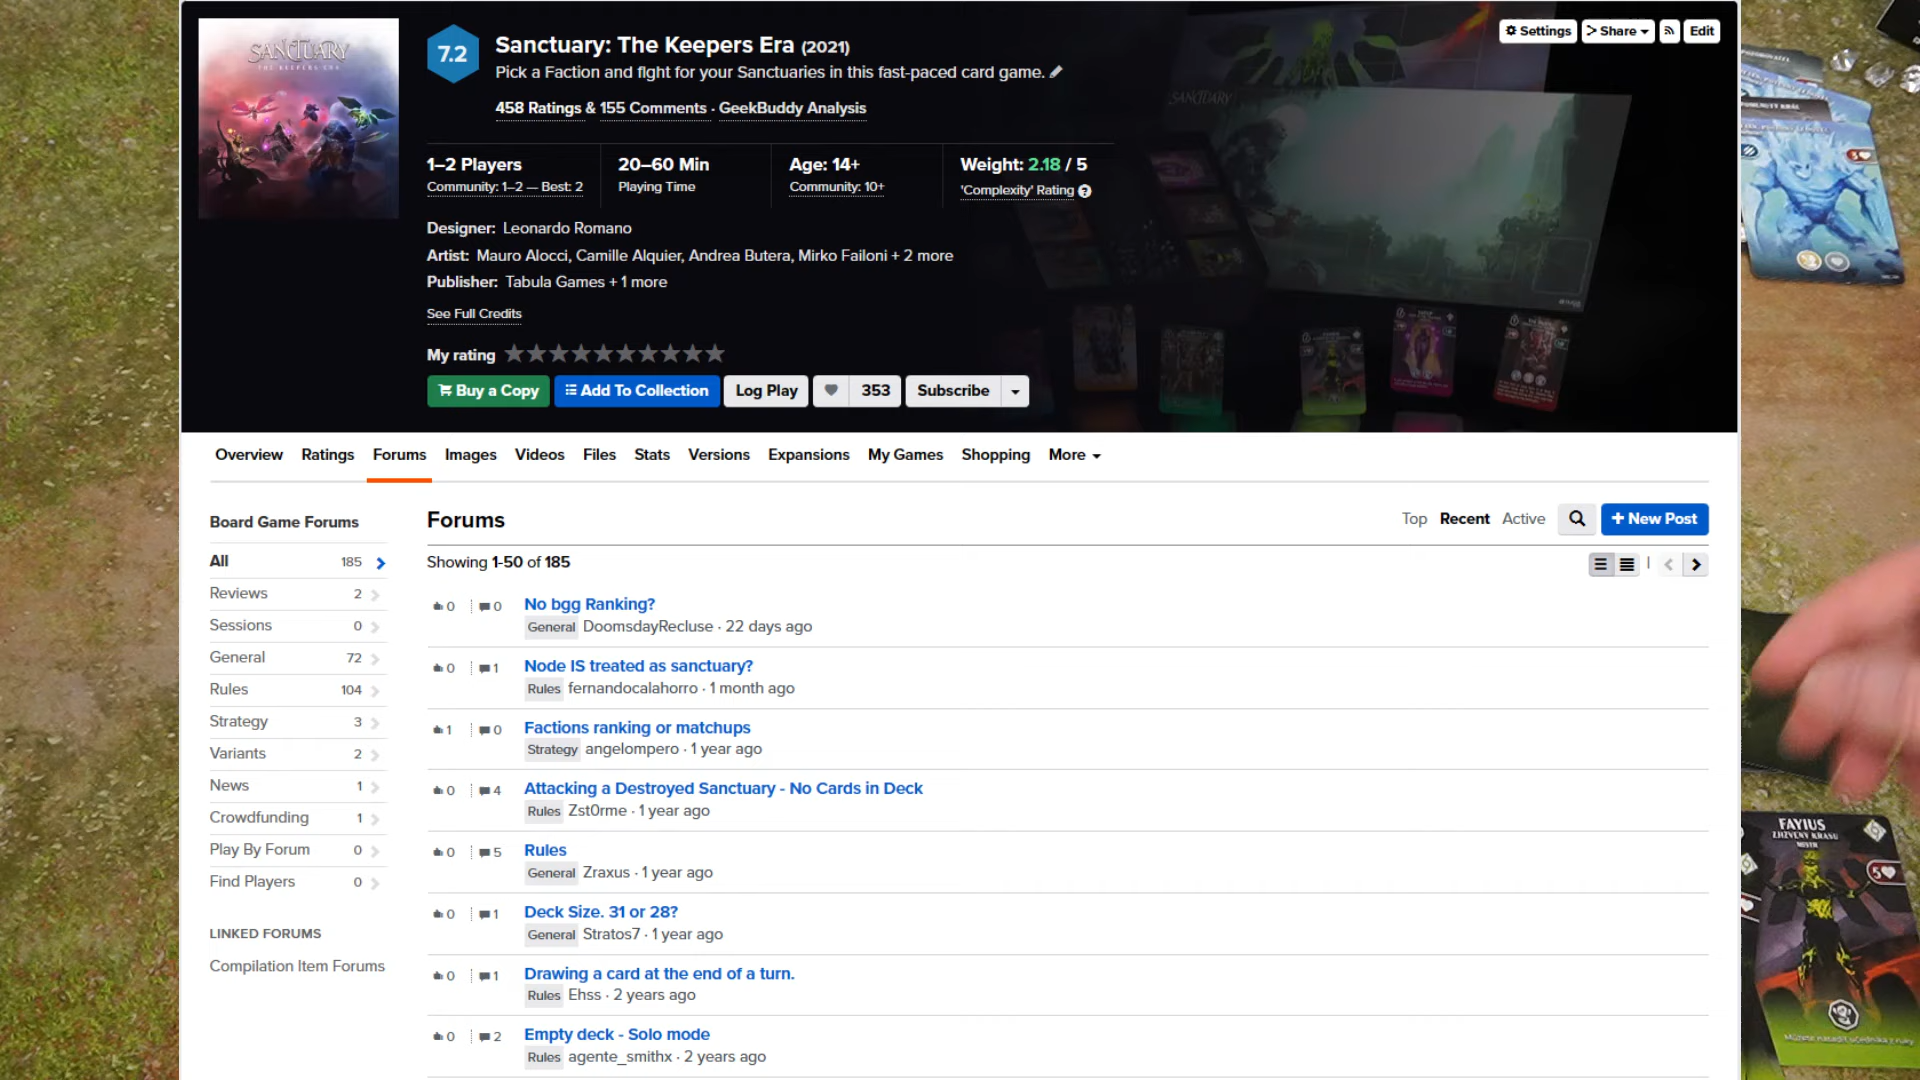 SANCTUARY
THE KEEPERS ERA
7.2
Sanctuary: The Keepers Era (2021)
Pick a Faction and fight for your Sanctuaries in this fast-paced card game.
458 Ratings & 155 Comments · GeekBuddy Analysis
Settings
Share
Edit
1–2 Players
Community: 1–2 — Best: 2
20–60 Min
Playing Time
Age: 14+
Community: 10+
Weight: 2.18 / 5
'Complexity' Rating
Designer: Leonardo Romano
Artist: Mauro Alocci, Camille Alquier, Andrea Butera, Mirko Failoni + 2 more
Publisher: Tabula Games + 1 more
See Full Credits
My rating
Buy a Copy
Add To Collection
Log Play
353
Subscribe
SANCTUARY
Overview
Ratings
Forums
Images
Videos
Files
Stats
Versions
Expansions
My Games
Shopping
More
Board Game Forums
All 185
Reviews 2
Sessions 0
General 72
Rules 104
Strategy 3
Variants 2
News 1
Crowdfunding 1
Play By Forum 0
Find Players 0
LINKED FORUMS
Compilation Item Forums
Forums
Top Recent Active
+ New Post
Showing 1-50 of 185
0 0 No bgg Ranking?
General DoomsdayRecluse · 22 days ago
0 1 Node IS treated as sanctuary?
Rules fernandocalahorro · 1 month ago
1 0 Factions ranking or matchups
Strategy angelompero · 1 year ago
0 4 Attacking a Destroyed Sanctuary - No Cards in Deck
Rules Zst0rme · 1 year ago
0 5 Rules
General Zraxus · 1 year ago
0 1 Deck Size. 31 or 28?
General Stratos7 · 1 year ago
0 1 Drawing a card at the end of a turn.
Rules Ehss · 2 years ago
0 2 Empty deck - Solo mode
Rules agente_smithx · 2 years ago
FAYIUS
MISTR
5